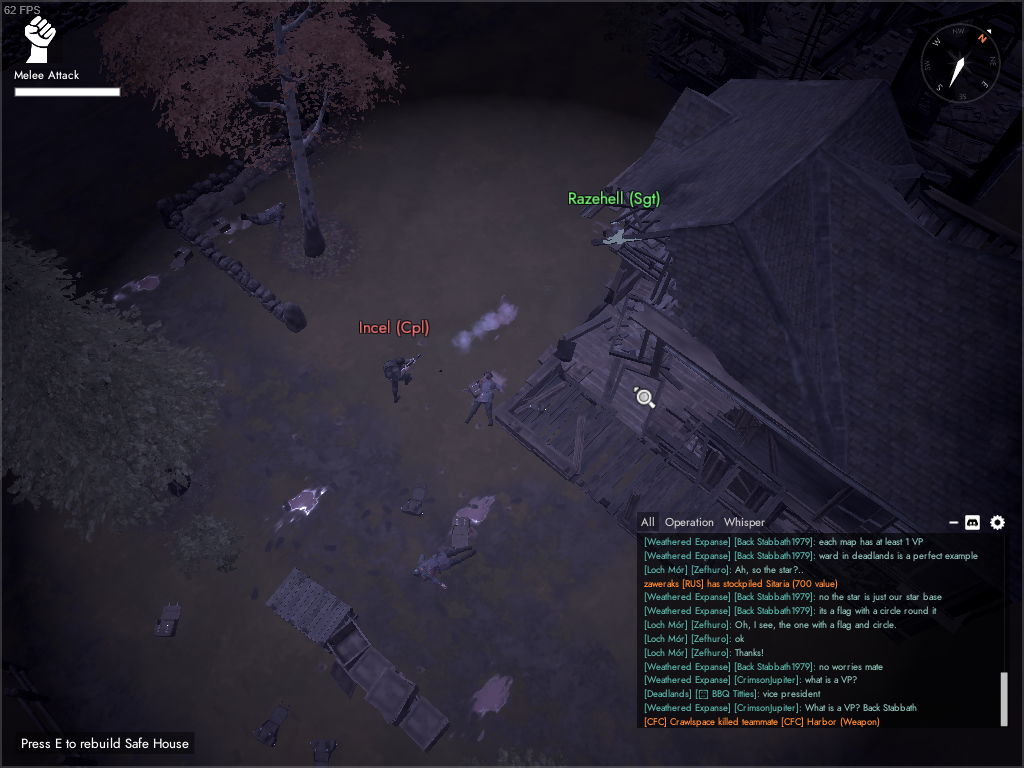 62 FPS
Melee Attack
NW
N
W
NE
SW
E
S
SE
Razehell (Sgt)
Incel (Cpl)
All Operation Whisper
[Weathered Expanse] [Back Stabbath1979]: each map has at least 1 VP
[Weathered Expanse] [Back Stabbath1979]: ward in deadlands is a perfect example
[Loch Mór] [Zefhuro]: Ah, so the star?..
zaweraks [RUS] has stockpiled Sitaria (700 value)
[Weathered Expanse] [Back Stabbath1979]: no the star is just our star base
[Weathered Expanse] [Back Stabbath1979]: its a flag with a circle round it
[Loch Mór] [Zefhuro]: Oh, I see, the one with a flag and circle.
[Loch Mór] [Zefhuro]: ok
[Loch Mór] [Zefhuro]: Thanks!
[Weathered Expanse] [Back Stabbath1979]: no worries mate
[Weathered Expanse] [CrimsonJupiter]: what is a VP?
[Deadlands] [BBQ Titties]: vice president
[Weathered Expanse] [CrimsonJupiter]: What is a VP? Back Stabbath
[CFC] Crawlspace killed teammate [CFC] Harbor (Weapon)
Press E to rebuild Safe House